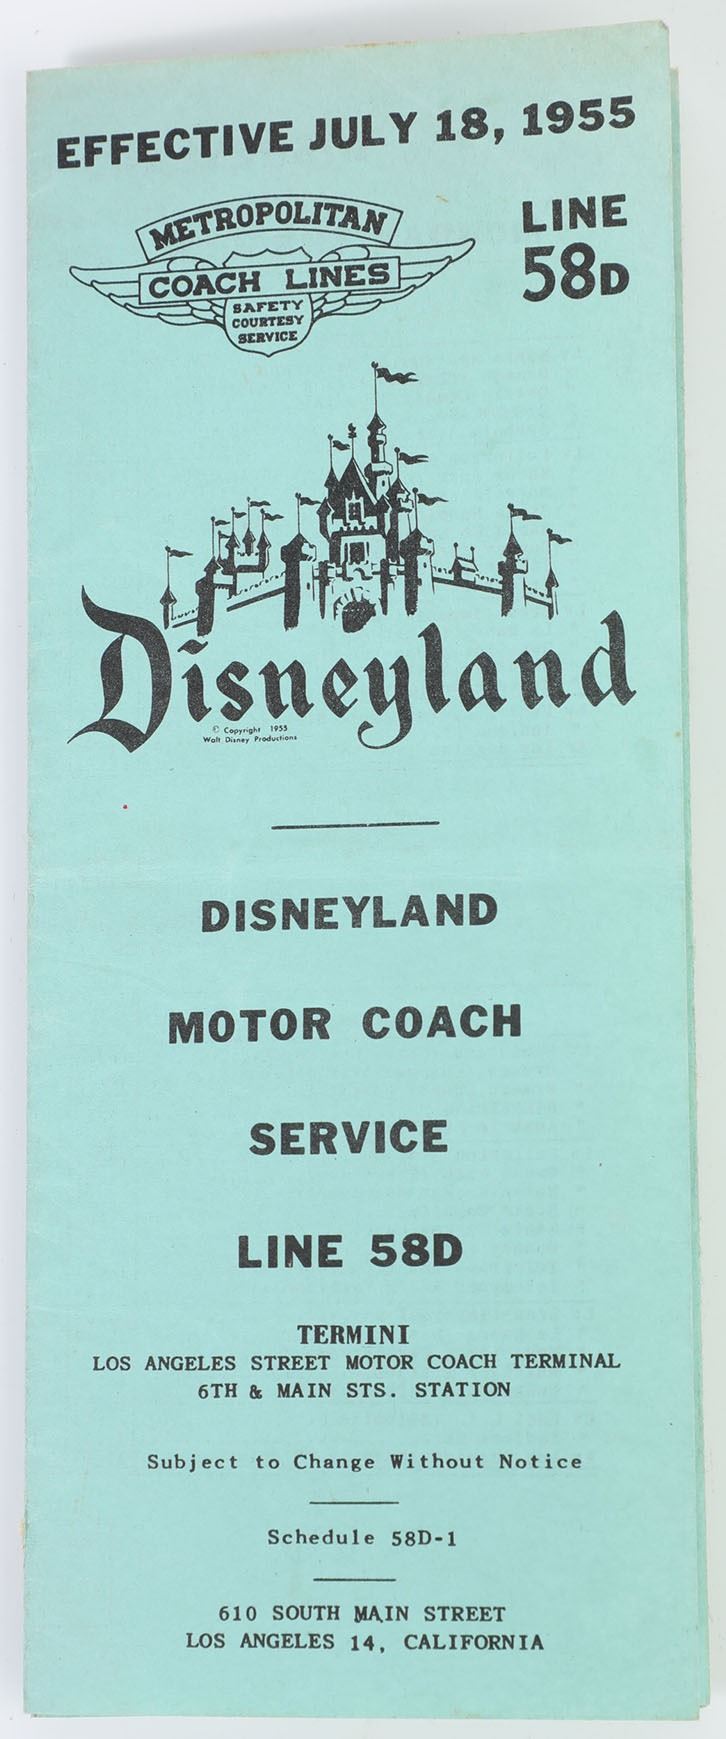 EFFECTIVE JULY 18, 1955
METROPOLITAN
COACH LINES
SAFETY
COURTESY
SERVICE
LINE
58D
Disneyland
© Copyright 1955
Walt Disney Productions
DISNEYLAND
MOTOR COACH
SERVICE
LINE 58D
TERMINI
LOS ANGELES STREET MOTOR COACH TERMINAL
6TH & MAIN STS. STATION
Subject to Change Without Notice
Schedule 58D-1
610 SOUTH MAIN STREET
LOS ANGELES 14, CALIFORNIA